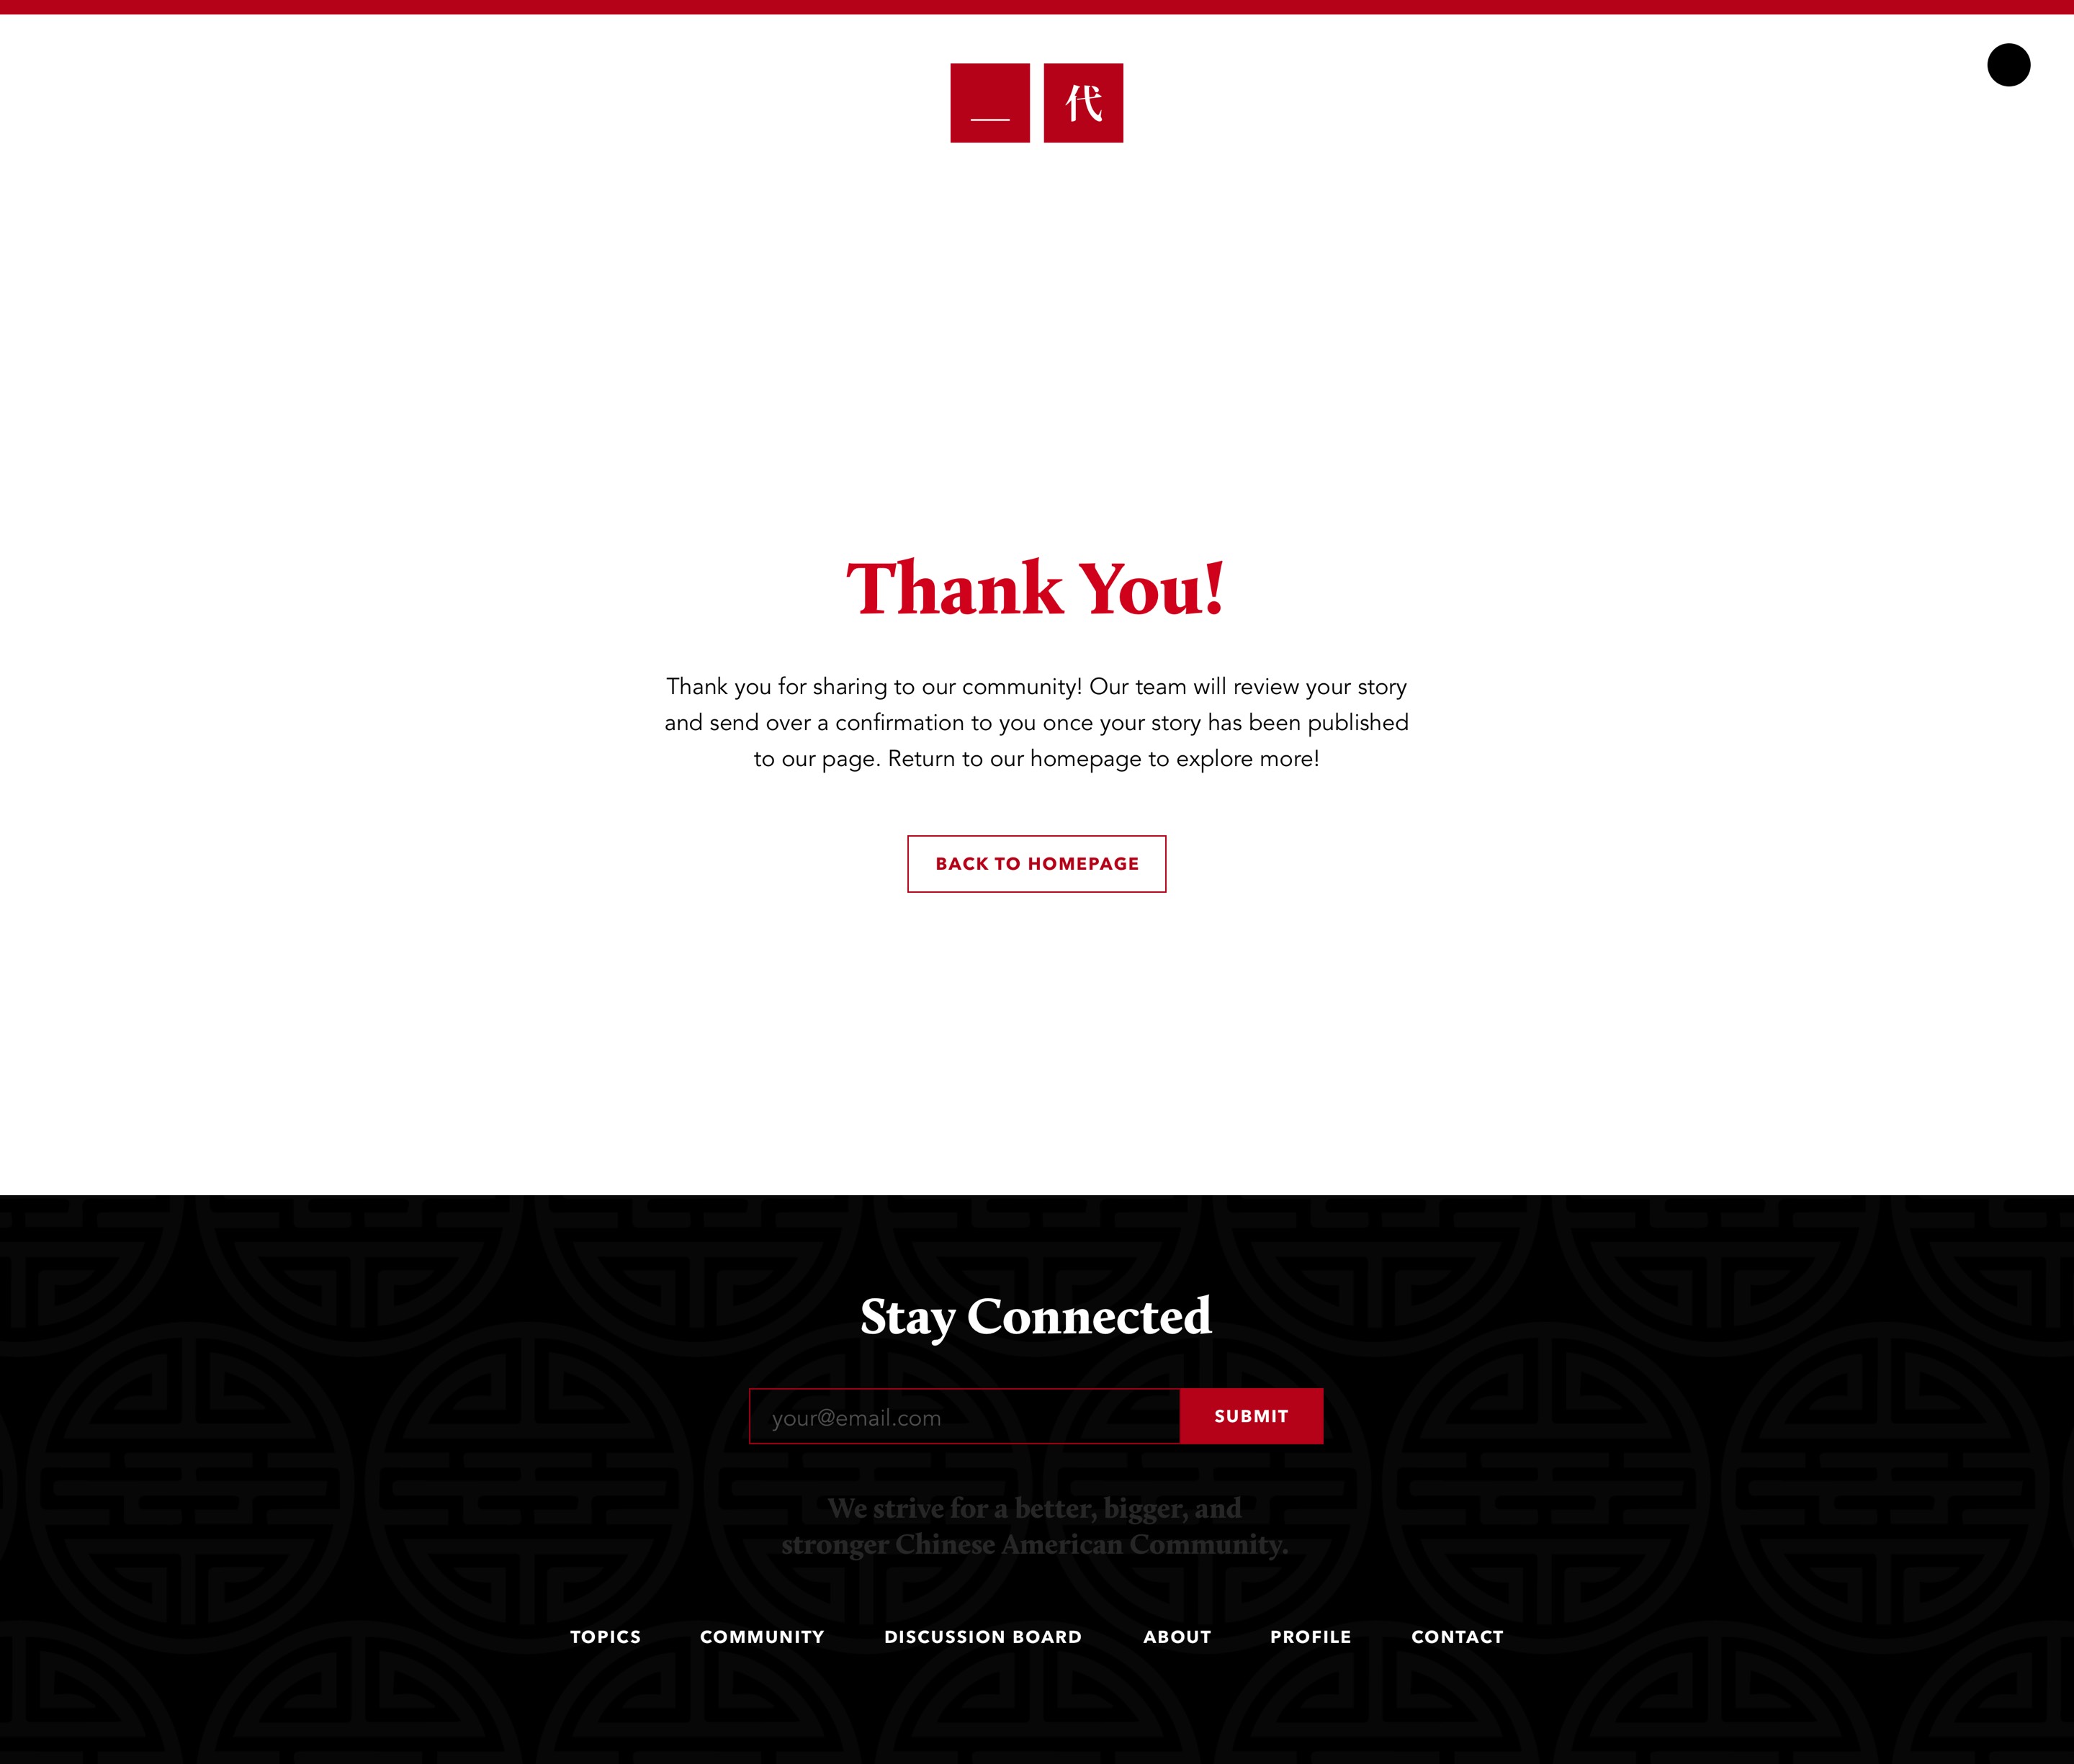 __ 代
Thank You!
Thank you for sharing to our community! Our team will review your story
and send over a confirmation to you once your story has been published
to our page. Return to our homepage to explore more!
BACK TO HOMEPAGE
Stay Connected
your@email.com
SUBMIT
We strive for a better, bigger, and
stronger Chinese American Community.
TOPICS COMMUNITY DISCUSSION BOARD ABOUT PROFILE CONTACT